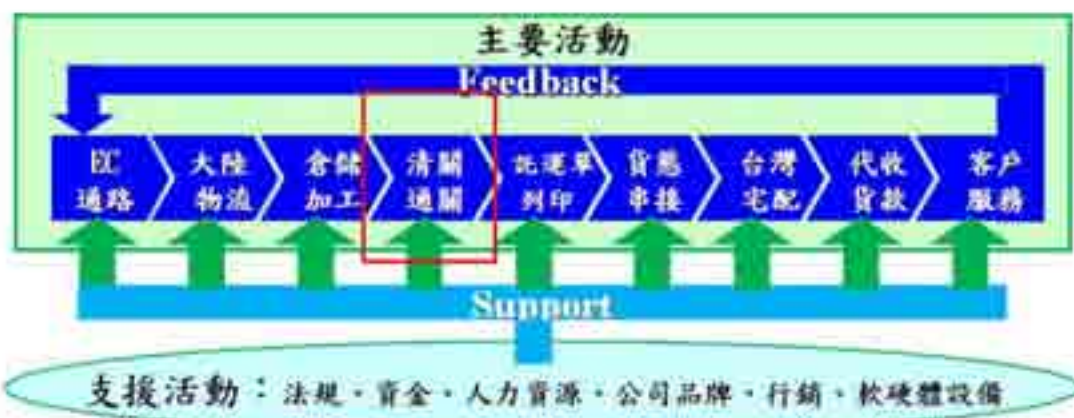 主要活動
Feedback
EC
通路
大陸
物流
倉儲
加工
清關
通關
託運單
列印
貨態
串接
台灣
宅配
代收
貨款
客戶
服務
Support
支援活動：法規、資金、人力資源、公司品牌、行銷、軟硬體設備